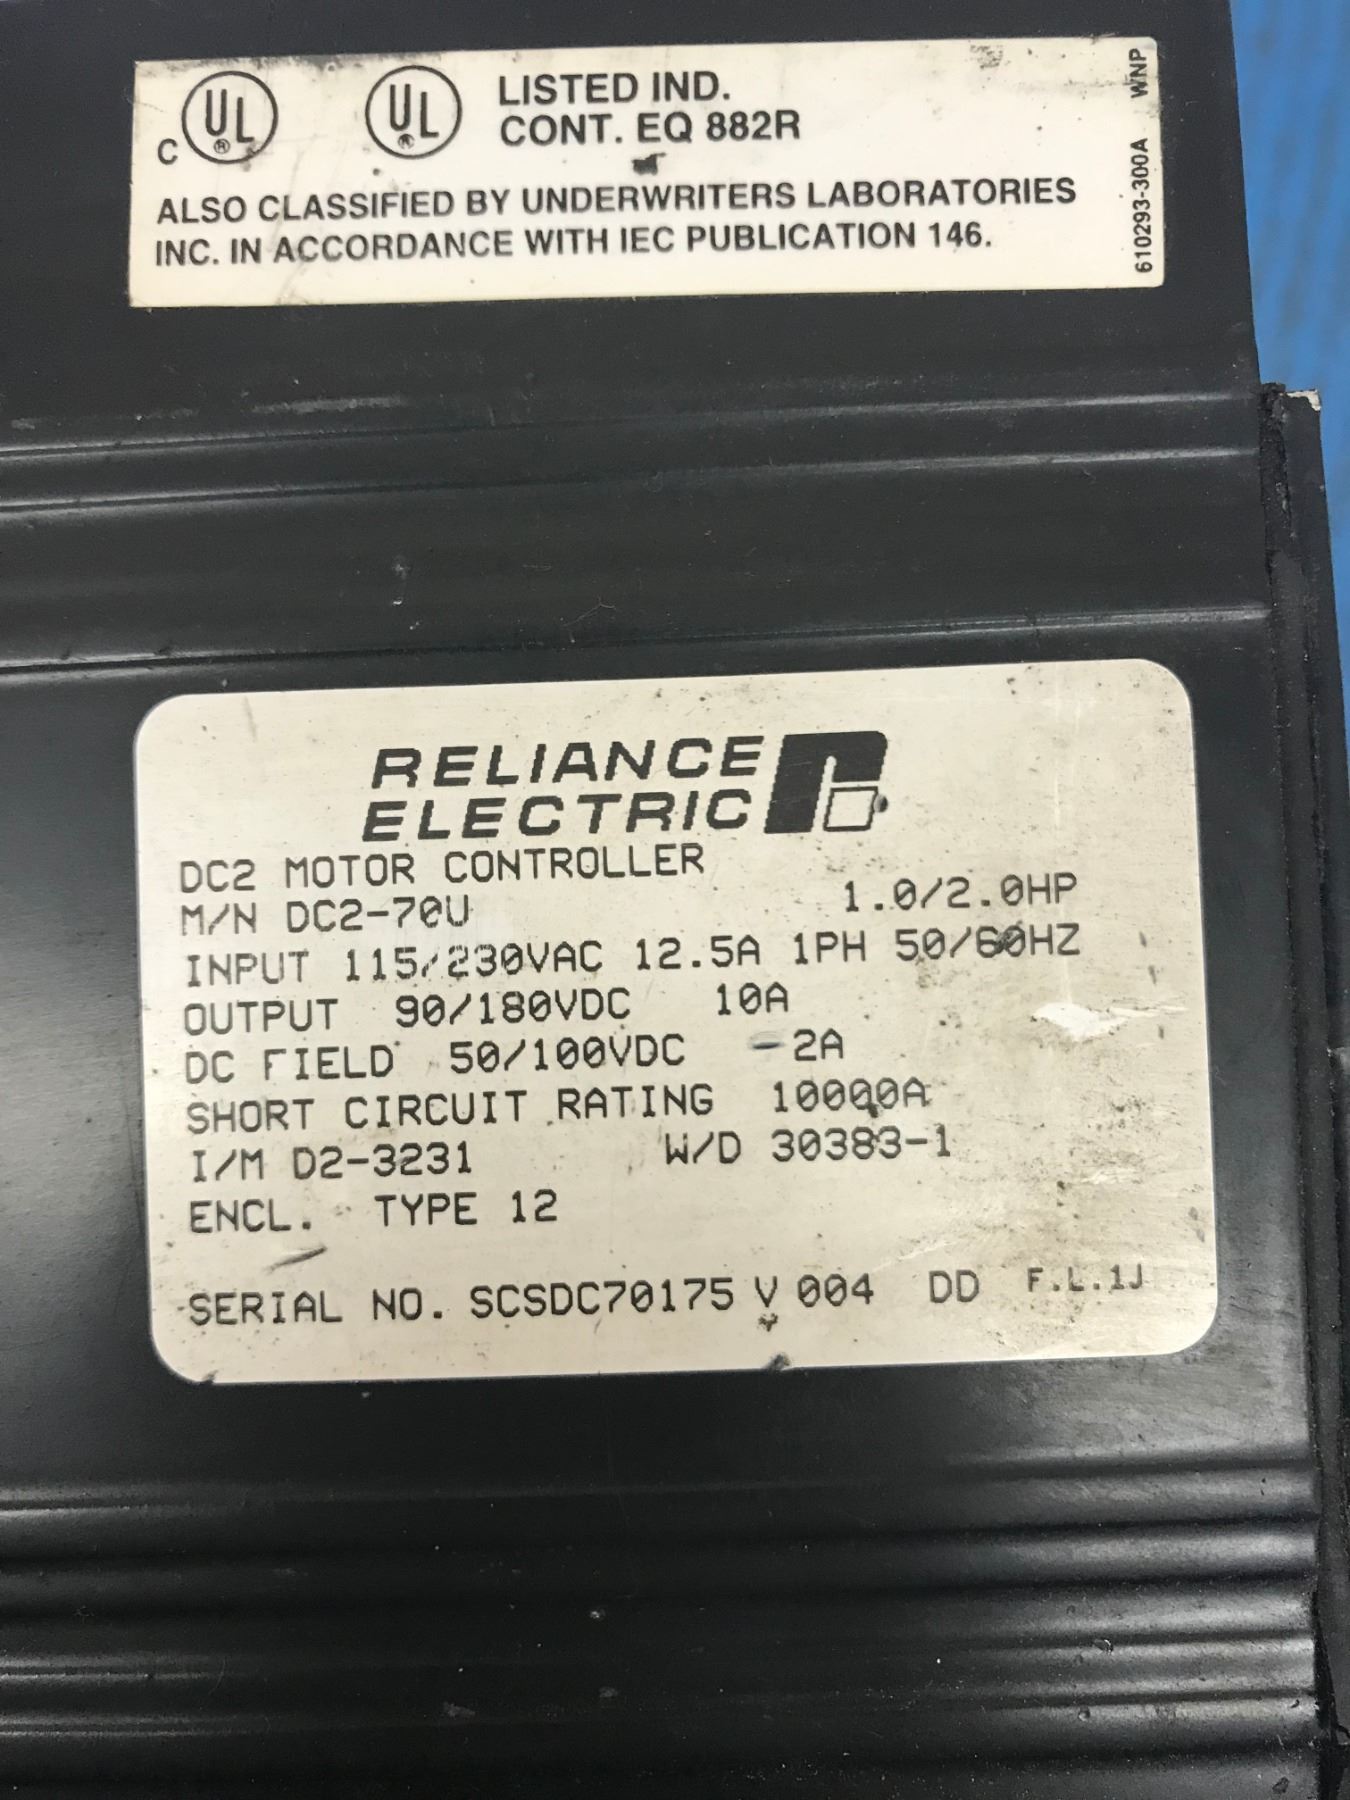 C UL ® UL ® LISTED IND.
CONT. EQ 882R
ALSO CLASSIFIED BY UNDERWRITERS LABORATORIES
INC. IN ACCORDANCE WITH IEC PUBLICATION 146.
610293-300A WNP
RELIANCE
ELECTRIC
DC2 MOTOR CONTROLLER
M/N DC2-70U 1.0/2.0HP
INPUT 115/230VAC 12.5A 1PH 50/60HZ
OUTPUT 90/180VDC 10A
DC FIELD 50/100VDC 2A
SHORT CIRCUIT RATING 10000A
I/M D2-3231 W/D 30383-1
ENCL. TYPE 12
SERIAL NO. SCSDC70175 V 004 DD F.L.1J